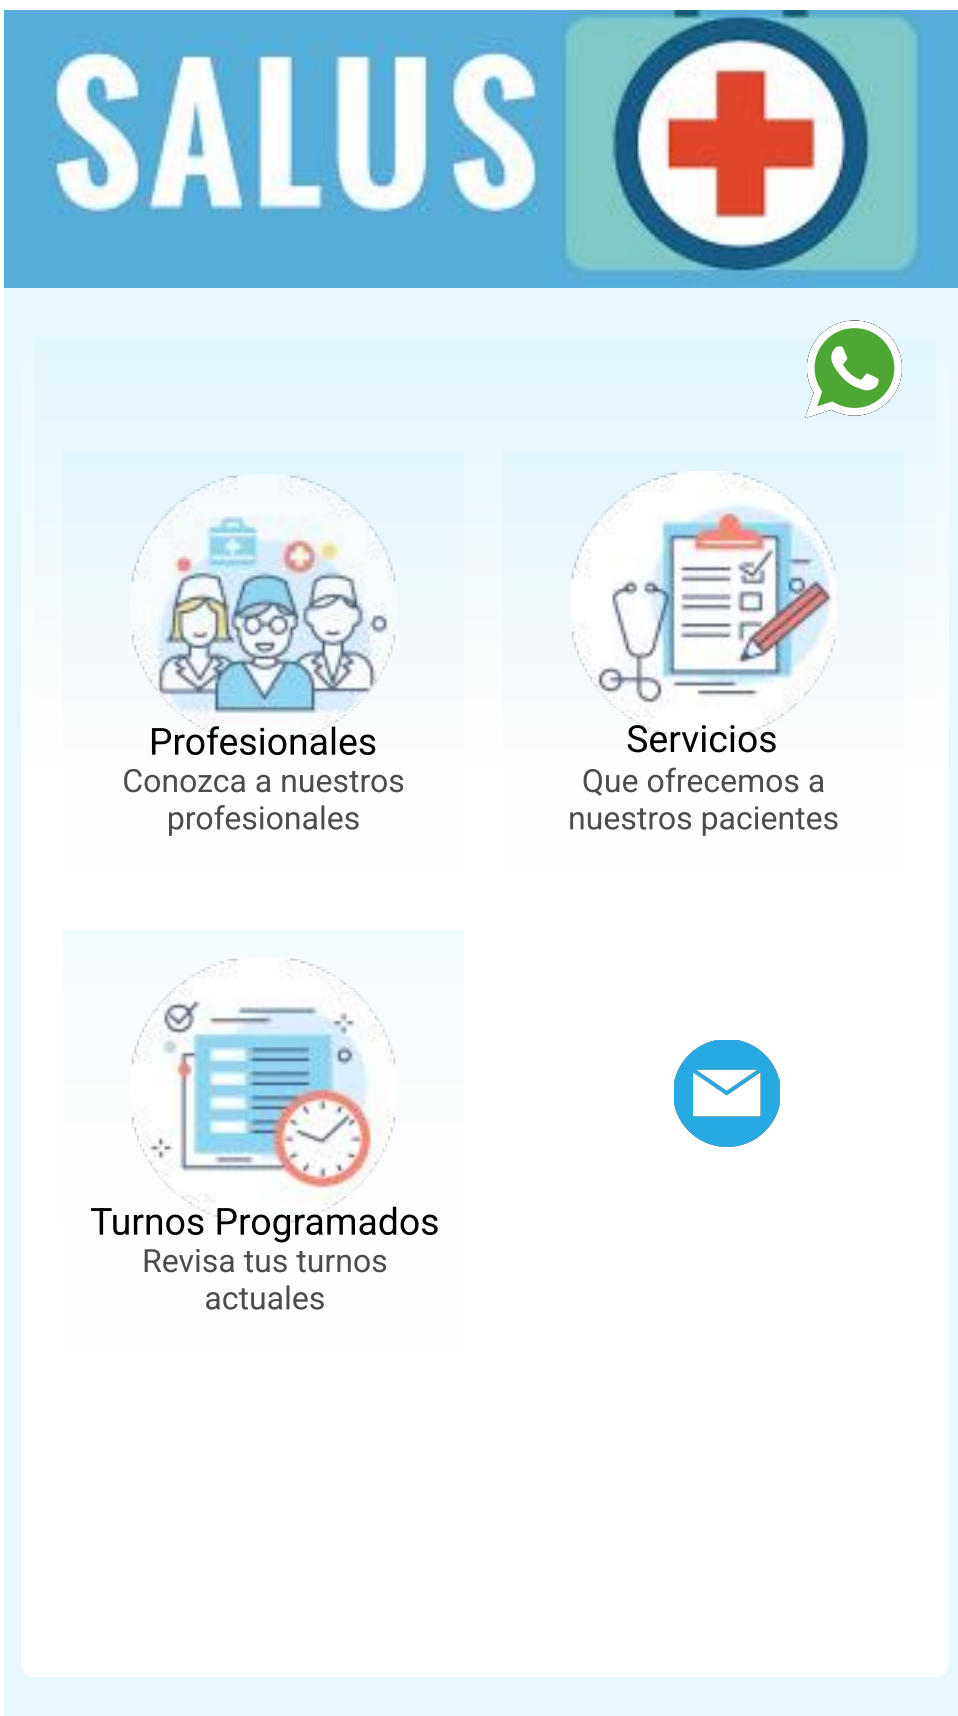 SALUS
Profesionales
Conozca a nuestros
profesionales
Servicios
Que ofrecemos a
nuestros pacientes
Turnos Programados
Revisa tus turnos
actuales